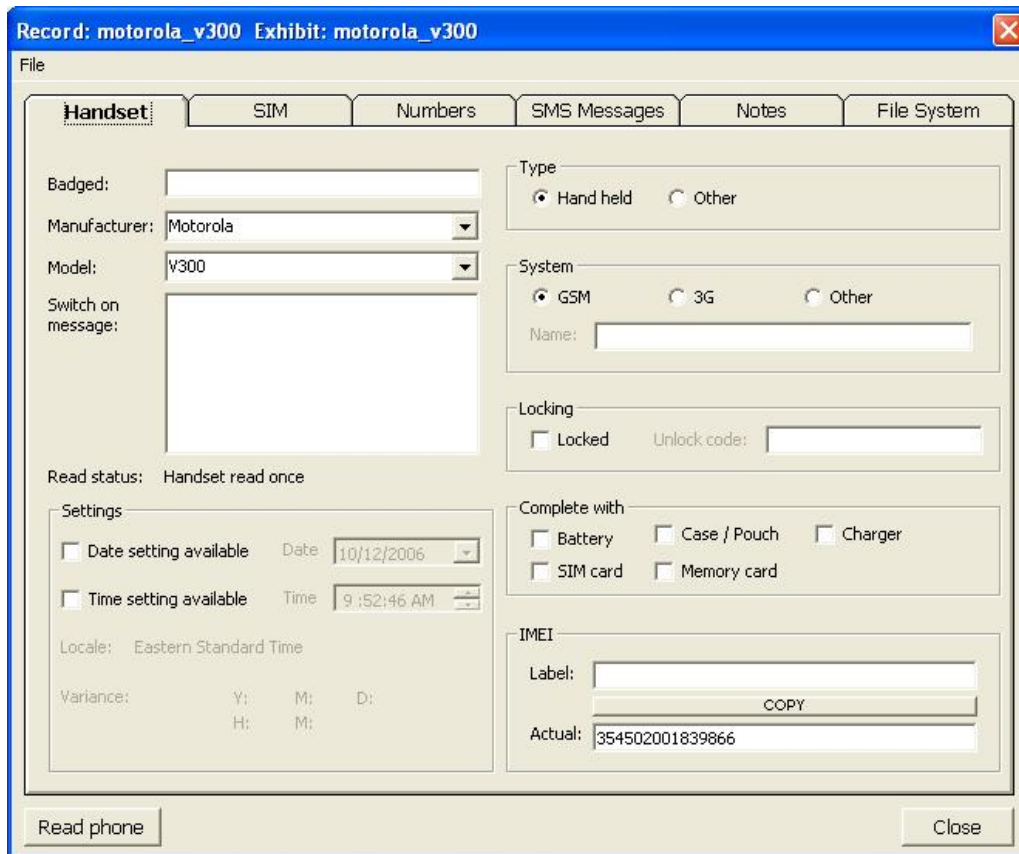 Record: motorola_v300 Exhibit: motorola_v300
File
Handset SIM Numbers SMS Messages Notes File System
Badged:
Manufacturer: Motorola
Model: V300
Switch on
message:
Read status: Handset read once
Settings
Date setting available Date 10/12/2006
Time setting available Time 9 :52:46 AM
Locale: Eastern Standard Time
Variance: Y: M: D:
H: M:
Type
Hand held Other
System
GSM 3G Other
Name:
Locking
Locked Unlock code:
Complete with
Battery Case / Pouch Charger
SIM card Memory card
IMEI
Label:
COPY
Actual: 354502001839866
Read phone Close